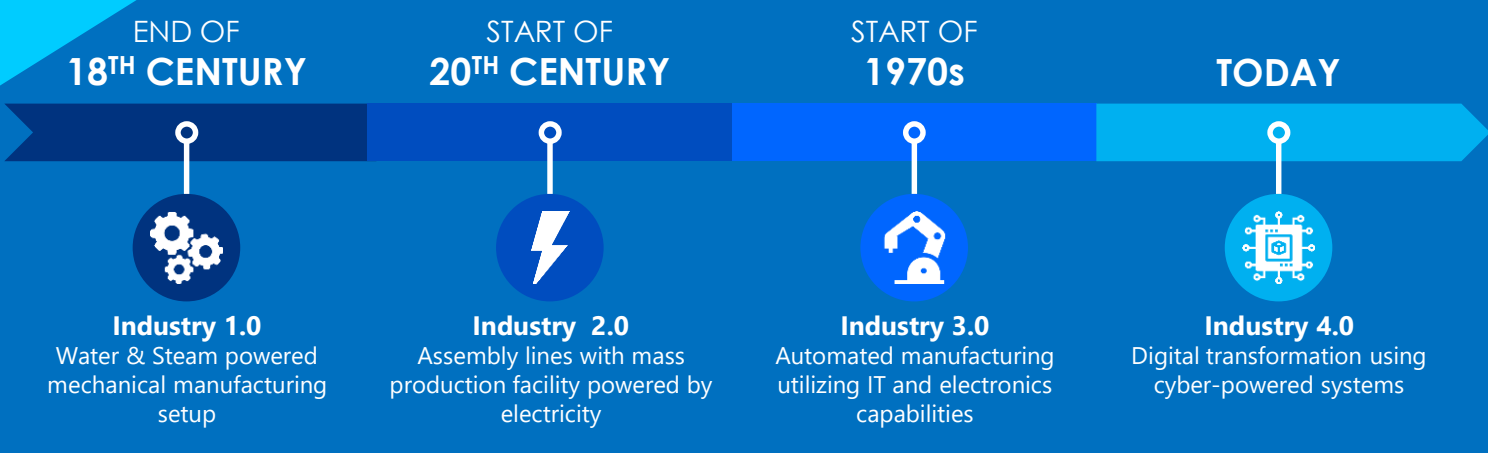 END OF
18TH CENTURY
START OF
20TH CENTURY
START OF
1970s
TODAY
Industry 1.0
Water & Steam powered
mechanical manufacturing
setup
Industry 2.0
Assembly lines with mass
production facility powered by
electricity
Industry 3.0
Automated manufacturing
utilizing IT and electronics
capabilities
Industry 4.0
Digital transformation using
cyber-powered systems